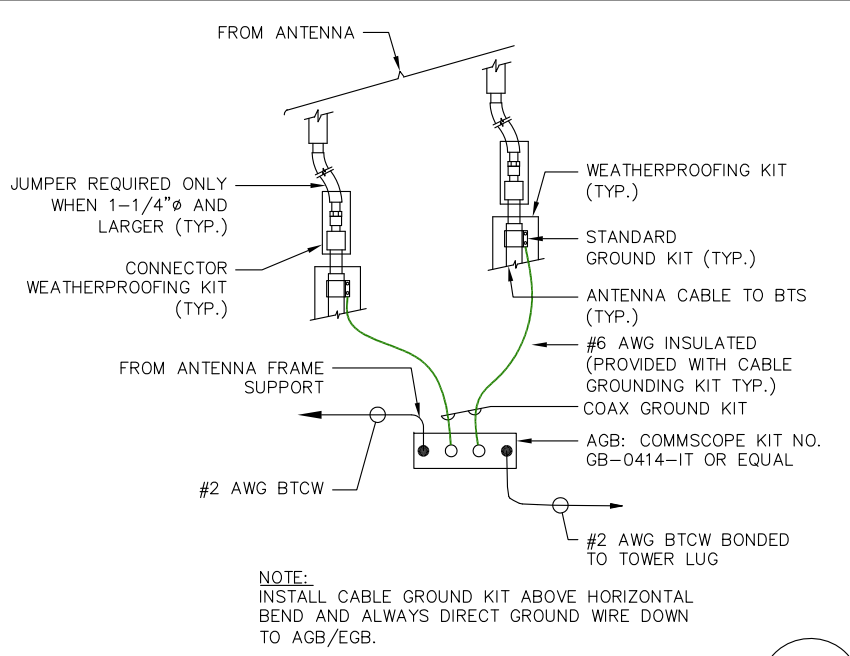 FROM ANTENNA
JUMPER REQUIRED ONLY
WHEN 1-1/4"ø AND
LARGER (TYP.)
CONNECTOR
WEATHERPROOFING KIT
(TYP.)
WEATHERPROOFING KIT
(TYP.)
STANDARD
GROUND KIT (TYP.)
ANTENNA CABLE TO BTS
(TYP.)
#6 AWG INSULATED
(PROVIDED WITH CABLE
GROUNDING KIT TYP.)
FROM ANTENNA FRAME
SUPPORT
COAX GROUND KIT
AGB: COMMSCOPE KIT NO.
GB-0414-IT OR EQUAL
#2 AWG BTCW
#2 AWG BTCW BONDED
TO TOWER LUG
NOTE:
INSTALL CABLE GROUND KIT ABOVE HORIZONTAL
BEND AND ALWAYS DIRECT GROUND WIRE DOWN
TO AGB/EGB.